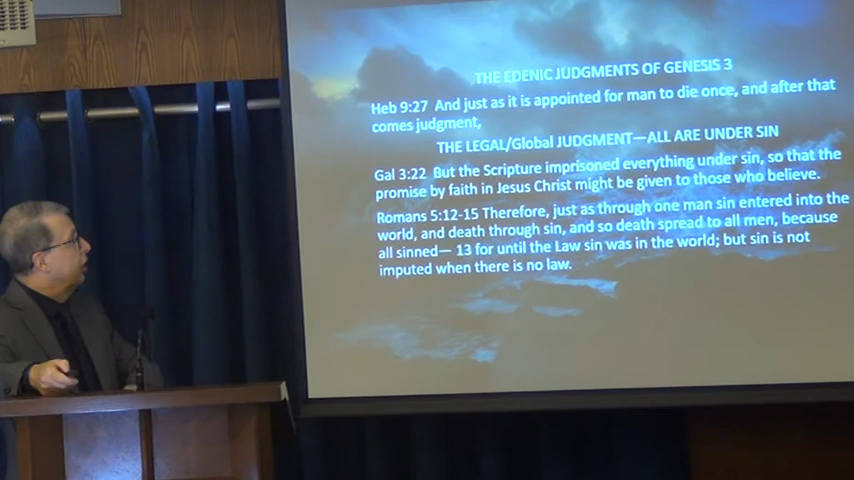 THE EDENIC JUDGMENTS OF GENESIS 3
Heb 9:27 And just as it is appointed for man to die once, and after that
comes judgment,
THE LEGAL/Global JUDGMENT—ALL ARE UNDER SIN
Gal 3:22 But the Scripture imprisoned everything under sin, so that the
promise by faith in Jesus Christ might be given to those who believe.
Romans 5:12-15 Therefore, just as through one man sin entered into the
world, and death through sin, and so death spread to all men, because
all sinned— 13 for until the Law sin was in the world; but sin is not
imputed when there is no law.